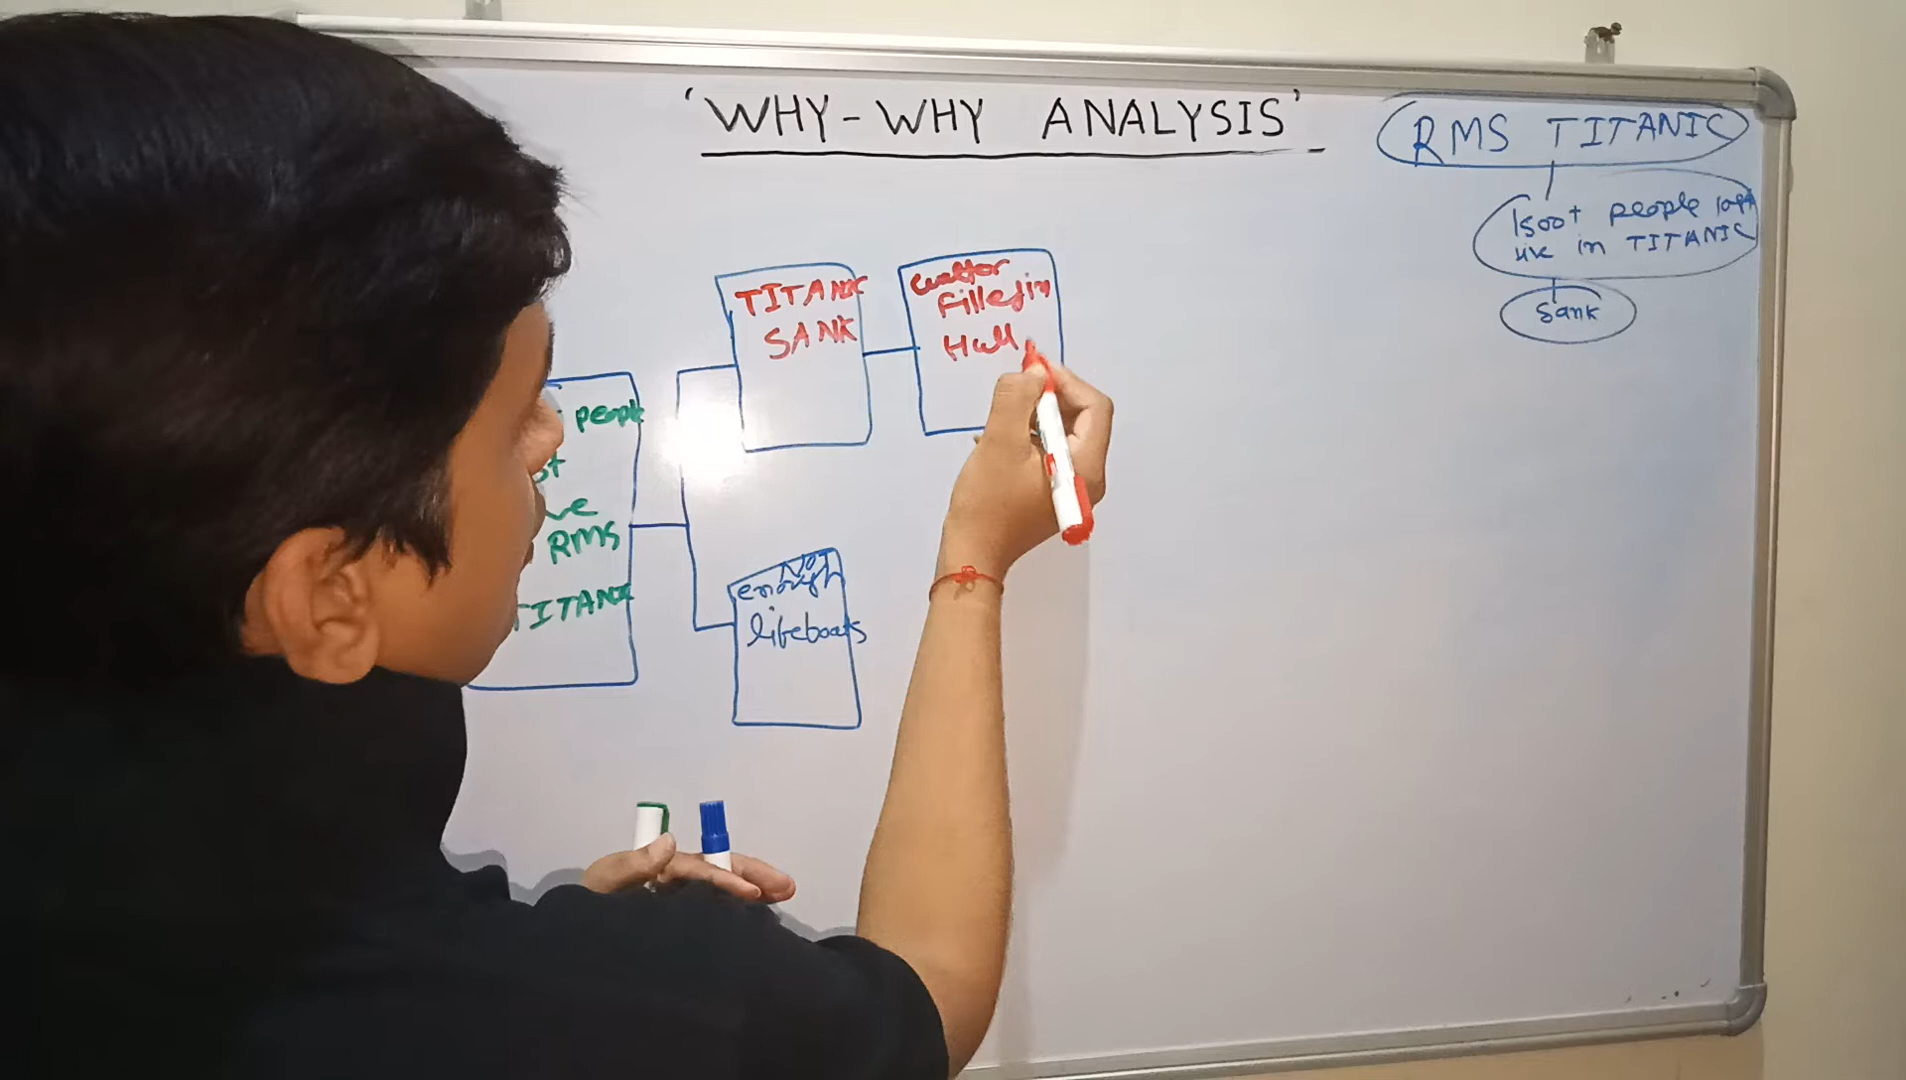 'WHY-WHY ANALYSIS'
RMS TITANIC
1500+ people lost
live in TITANIC
Sank
TITANIC
SANK
water
filled in
Hull
people
RMS
TITANIC
Not
enough
lifeboats